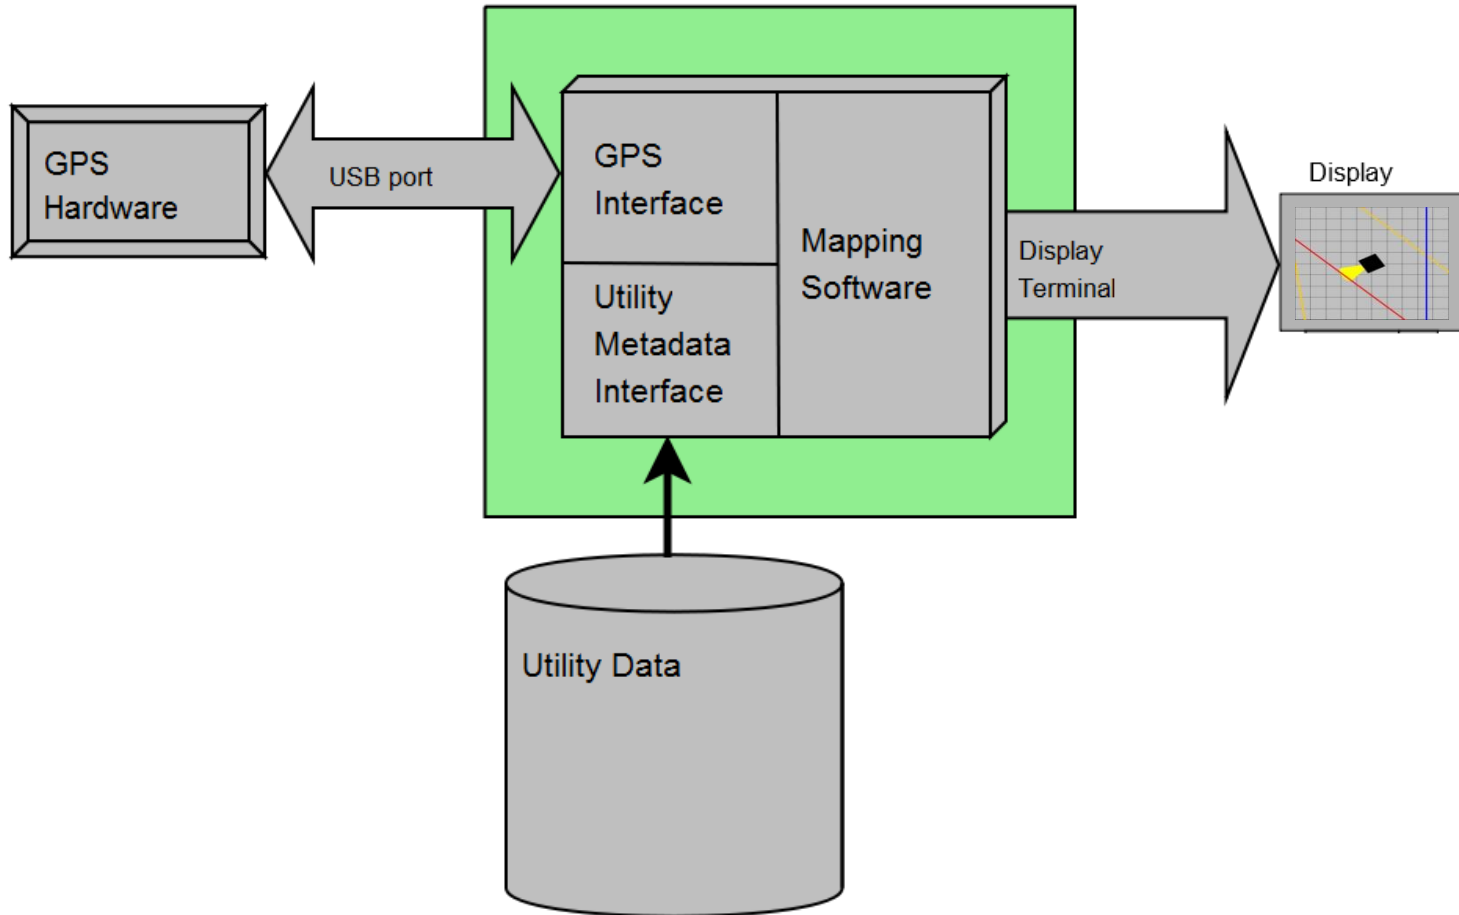 GPS
Hardware
USB port
GPS
Interface
Utility
Metadata
Interface
Mapping
Software
Display
Terminal
Display
Utility Data